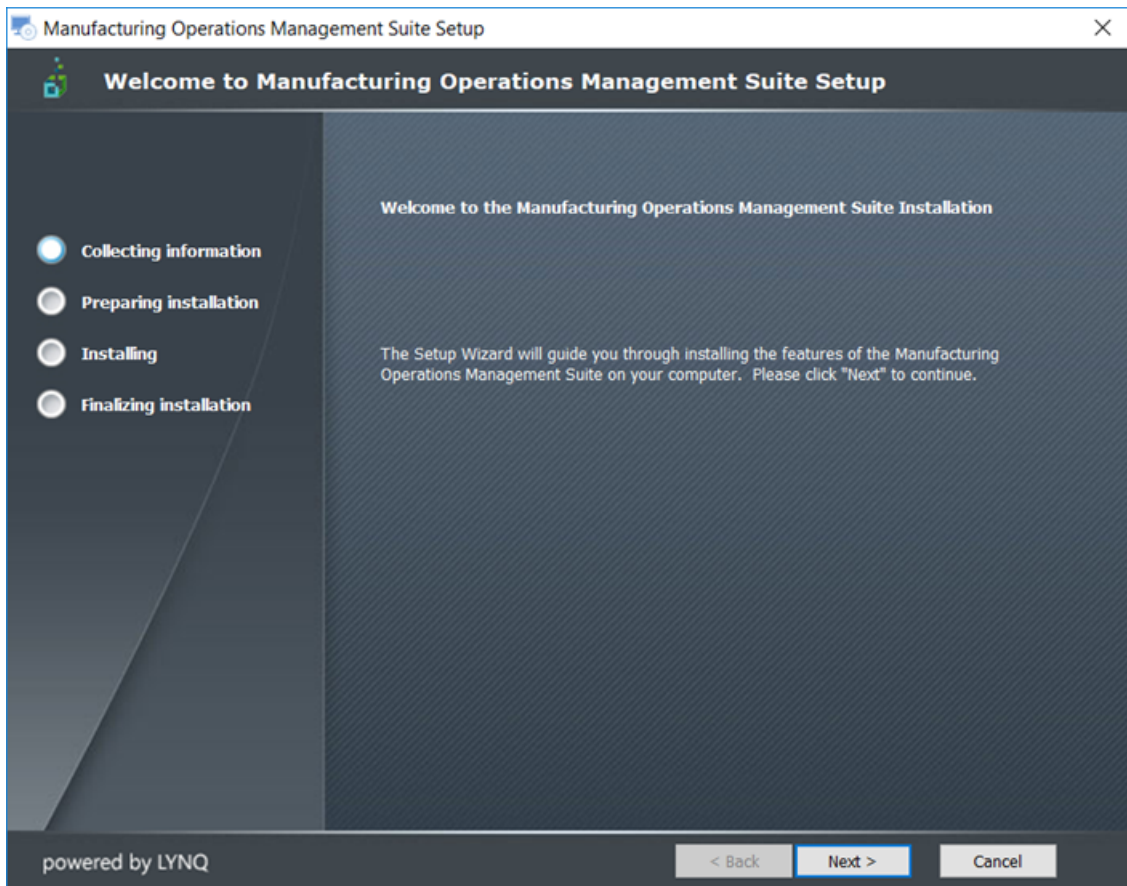 Manufacturing Operations Management Suite Setup
Welcome to Manufacturing Operations Management Suite Setup
Welcome to the Manufacturing Operations Management Suite Installation
Collecting information
Preparing installation
Installing
Finalizing installation
The Setup Wizard will guide you through installing the features of the Manufacturing
Operations Management Suite on your computer.  Please click "Next" to continue.
powered by LYNQ
< Back
Next >
Cancel